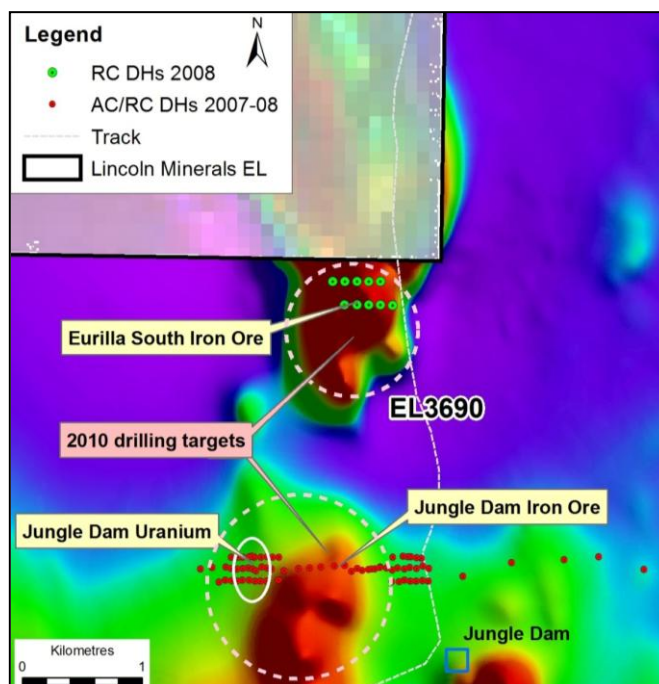 Legend
N
RC DHs 2008
AC/RC DHs 2007-08
Track
Lincoln Minerals EL
Eurilla South Iron Ore
EL3690
2010 drilling targets
Jungle Dam Iron Ore
Jungle Dam Uranium
Jungle Dam
Kilometres
0 1